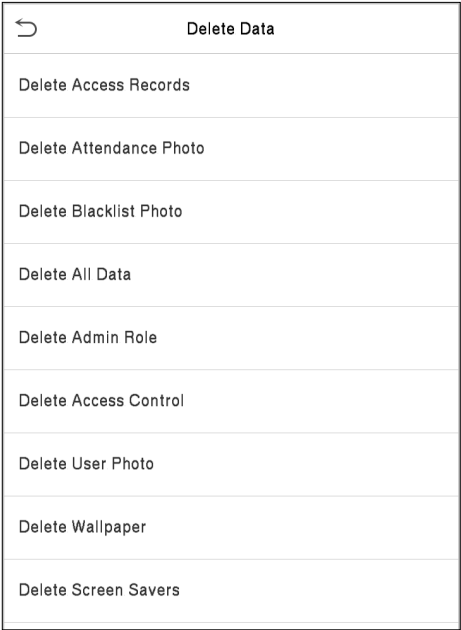 Delete Data
Delete Access Records
Delete Attendance Photo
Delete Blacklist Photo
Delete All Data
Delete Admin Role
Delete Access Control
Delete User Photo
Delete Wallpaper
Delete Screen Savers